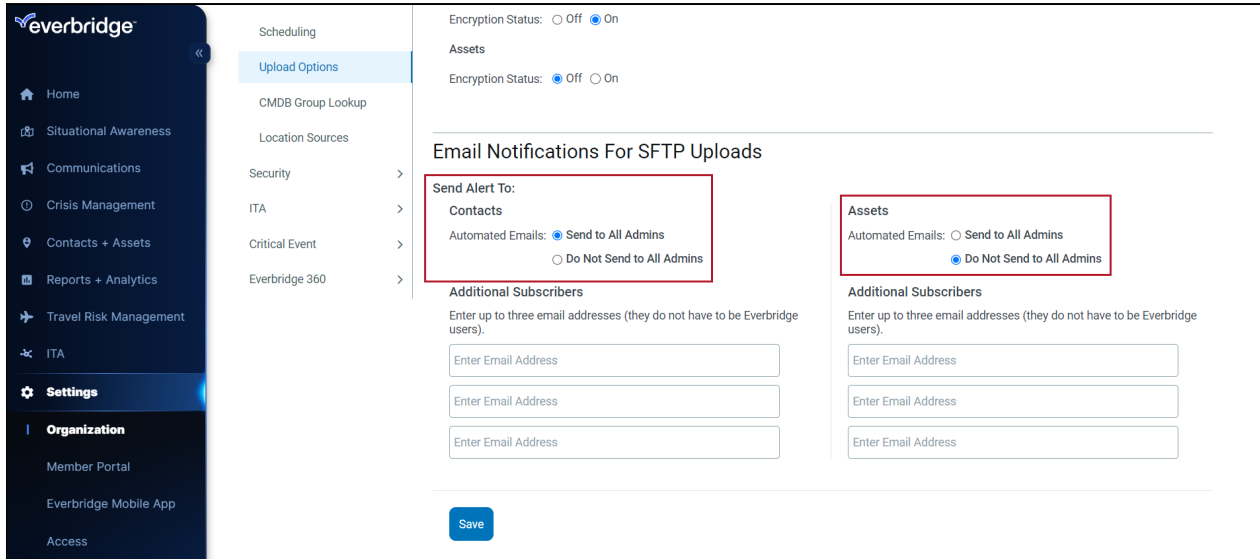 everbridge
Home
Situational Awareness
Communications
Crisis Management
Contacts + Assets
Reports + Analytics
Travel Risk Management
ITA
Settings
Organization
Member Portal
Everbridge Mobile App
Access
Scheduling
Upload Options
CMDB Group Lookup
Location Sources
Security
ITA
Critical Event
Everbridge 360
Encryption Status: Off On
Assets
Encryption Status: Off On
Email Notifications For SFTP Uploads
Send Alert To:
Contacts
Automated Emails: Send to All Admins
Do Not Send to All Admins
Additional Subscribers
Enter up to three email addresses (they do not have to be Everbridge
users).
Enter Email Address
Enter Email Address
Enter Email Address
Assets
Automated Emails: Send to All Admins
Do Not Send to All Admins
Additional Subscribers
Enter up to three email addresses (they do not have to be Everbridge
users).
Enter Email Address
Enter Email Address
Enter Email Address
Save